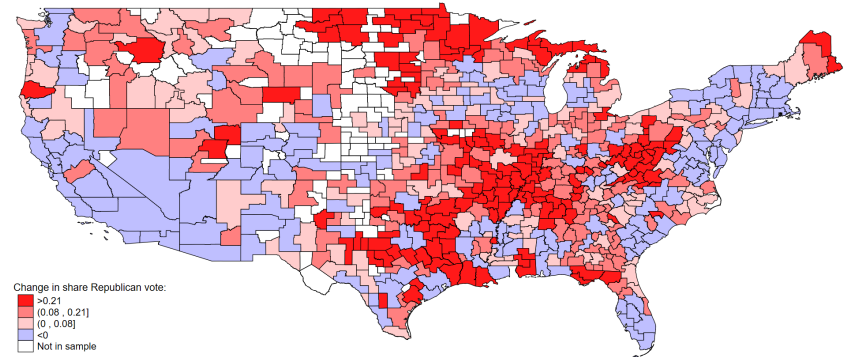 Change in share Republican vote:
>0.21
(0.08 , 0.21]
(0 , 0.08]
<0
Not in sample